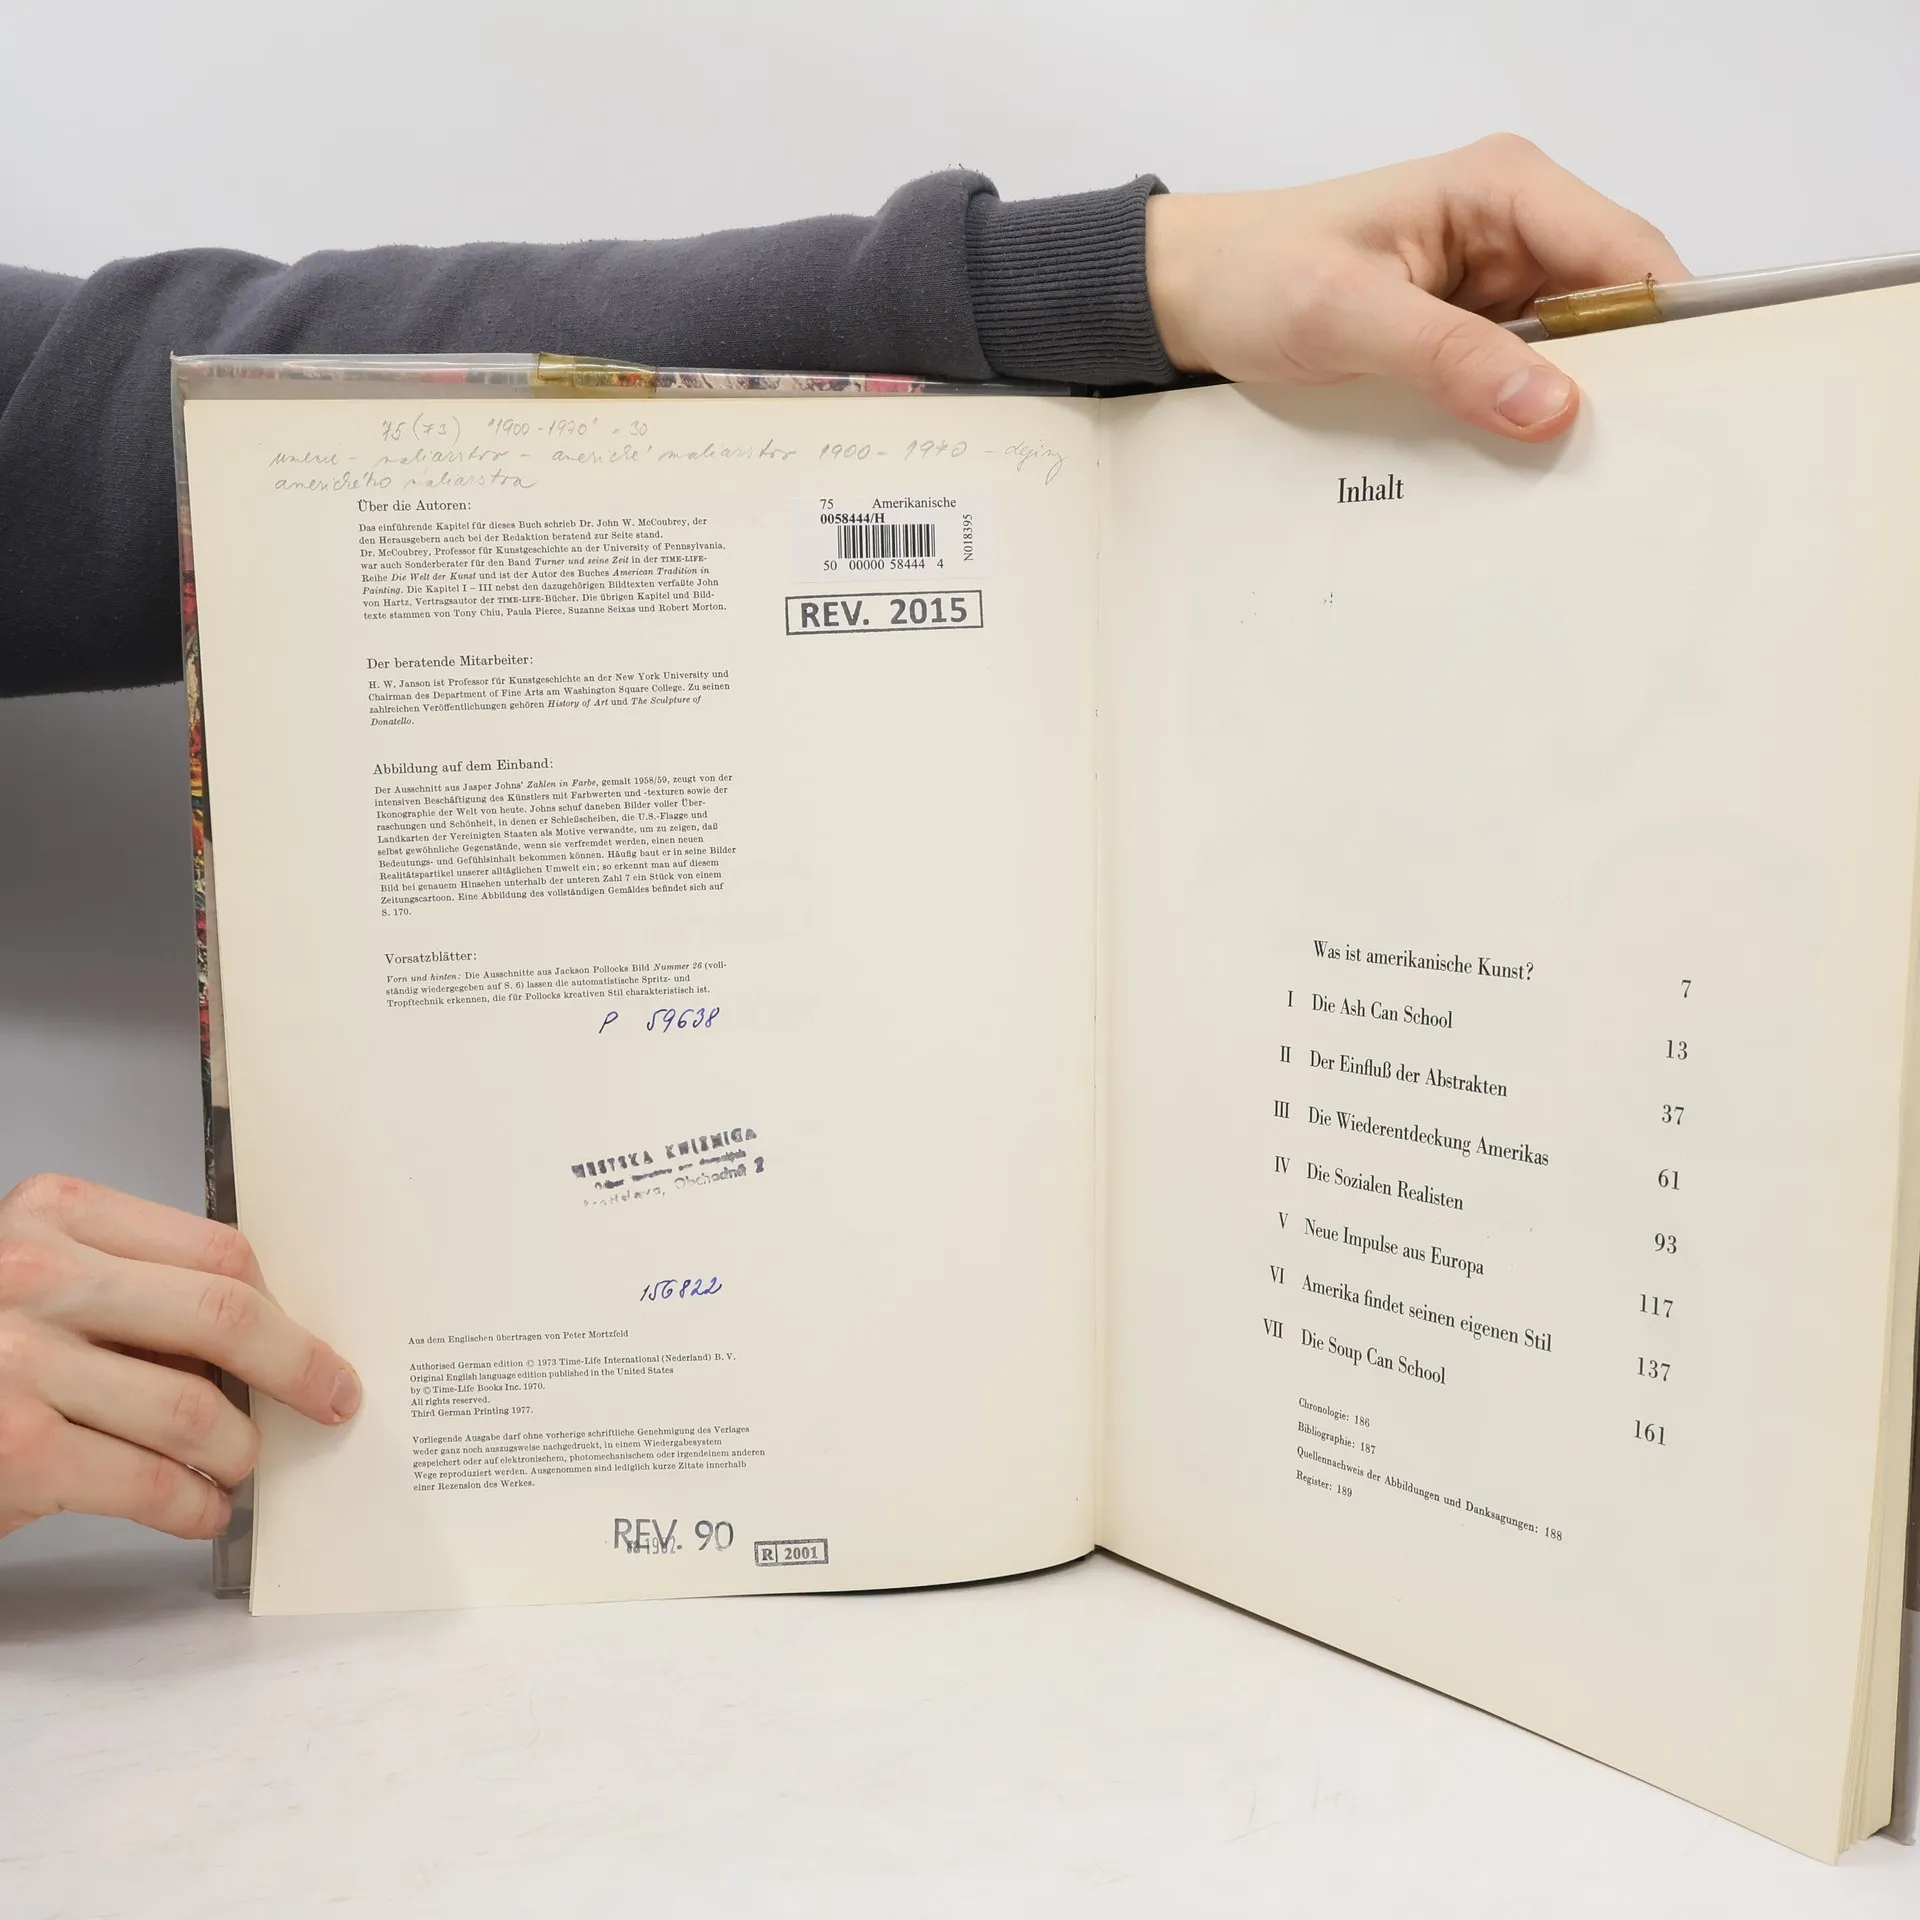 75 (73) "1900-1970" = 30
umenie - maliarstvo - americké maliarstvo 1900 - 1970 - dejiny
amerického maliarstva
Über die Autoren:
Das einführende Kapitel für dieses Buch schrieb Dr. John W. McCoubrey, der
den Herausgebern auch bei der Redaktion beratend zur Seite stand.
Dr. McCoubrey, Professor für Kunstgeschichte an der University of Pennsylvania,
war auch Sonderberater für den Band Turner und seine Zeit in der TIME-LIFE-
Reihe Die Welt der Kunst und ist der Autor des Buches American Tradition in
Painting. Die Kapitel I – III nebst den dazugehörigen Bildtexten verfaßte John
von Hartz, Vertragsautor der TIME-LIFE-Bücher. Die übrigen Kapitel und Bild-
texte stammen von Tony Chiu, Paula Pierce, Suzanne Seixas und Robert Morton.
75 Amerikanische
0058444/H
50 00000 58444 4
N018395
REV. 2015
Der beratende Mitarbeiter:
H. W. Janson ist Professor für Kunstgeschichte an der New York University und
Chairman des Department of Fine Arts am Washington Square College. Zu seinen
zahlreichen Veröffentlichungen gehören History of Art und The Sculpture of
Donatello.
Abbildung auf dem Einband:
Der Ausschnitt aus Jasper Johns' Zahlen in Farbe, gemalt 1958/59, zeugt von der
intensiven Beschäftigung des Künstlers mit Farbwerten und -texturen sowie der
Ikonographie der Welt von heute. Johns schuf daneben Bilder voller Über-
raschungen und Schönheit, in denen er Schießscheiben, die U.S.-Flagge und
Landkarten der Vereinigten Staaten als Motive verwandte, um zu zeigen, daß
selbst gewöhnliche Gegenstände, wenn sie verfremdet werden, einen neuen
Bedeutungs- und Gefühlsinhalt bekommen können. Häufig baut er in seine Bilder
Realitätspartikel unserer alltäglichen Umwelt ein; so erkennt man auf diesem
Bild bei genauem Hinsehen unterhalb der unteren Zahl 7 ein Stück von einem
Zeitungscartoon. Eine Abbildung des vollständigen Gemäldes befindet sich auf
S. 170.
Vorsatzblätter:
Vorn und hinten: Die Ausschnitte aus Jackson Pollocks Bild Nummer 26 (voll-
ständig wiedergegeben auf S. 6) lassen die automatistische Spritz- und
Tropftechnik erkennen, die für Pollocks kreativen Stil charakteristisch ist.
P 59638
MESTSKA KNIŽNICA
Bratislava, Obchodná 2
156822
Aus dem Englischen übertragen von Peter Mortzfeld
Authorised German edition © 1973 Time-Life International (Nederland) B. V.
Original English language edition published in the United States
by © Time-Life Books Inc. 1970.
All rights reserved.
Third German Printing 1977.
Vorliegende Ausgabe darf ohne vorherige schriftliche Genehmigung des Verlages
weder ganz noch auszugsweise nachgedruckt, in einem Wiedergabesystem
gespeichert oder auf elektronischem, photomechanischem oder irgendeinem anderen
Wege reproduziert werden. Ausgenommen sind lediglich kurze Zitate innerhalb
einer Rezension des Werkes.
REV. 90
1982
R 2001
Inhalt
Was ist amerikanische Kunst? 7
I Die Ash Can School 13
II Der Einfluß der Abstrakten 37
III Die Wiederentdeckung Amerikas 61
IV Die Sozialen Realisten 93
V Neue Impulse aus Europa 117
VI Amerika findet seinen eigenen Stil 137
VII Die Soup Can School 161
Chronologie: 186
Bibliographie: 187
Quellennachweis der Abbildungen und Danksagungen: 188
Register: 189